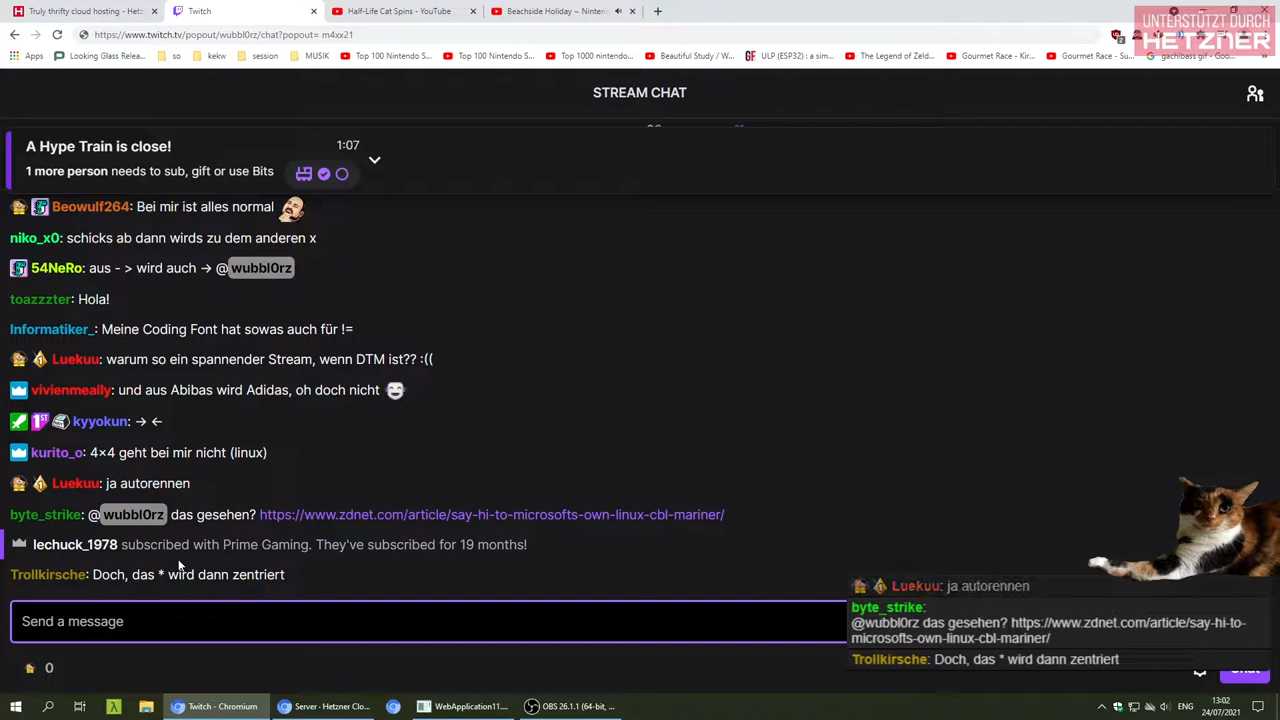 Truly thrifty cloud hosting - Hetz
Twitch
Half-Life Cat Spins - YouTube
Beachside Holiday ~ Ninten
https://www.twitch.tv/popout/wubbl0rz/chat?popout= m4xx21
UNTERSTÜTZT DURCH
HETZNER
Apps
Looking Glass Relea...
so
kekw
session
MUSIK
Top 100 Nintendo S...
Top 100 Nintendo S...
Top 1000 nintendo...
Beautiful Study / W...
ULP (ESP32) : a sim...
The Legend of Zeld...
Gourmet Race - Kir...
Gourmet Race - Su...
gachibass gif - Goo...
STREAM CHAT
A Hype Train is close!
1:07
1 more person needs to sub, gift or use Bits
Beowulf264: Bei mir ist alles normal
niko_x0: schicks ab dann wirds zu dem anderen x
54NeRo: aus - > wird auch → @wubbl0rz
toazzzter: Hola!
Informatiker_: Meine Coding Font hat sowas auch für !=
Luekuu: warum so ein spannender Stream, wenn DTM ist?? :((
vivienmeally: und aus Abibas wird Adidas, oh doch nicht
kyyokun: → ←
kurito_o: 4×4 geht bei mir nicht (linux)
Luekuu: ja autorennen
byte_strike: @wubbl0rz das gesehen? https://www.zdnet.com/article/say-hi-to-microsofts-own-linux-cbl-mariner/
lechuck_1978 subscribed with Prime Gaming. They've subscribed for 19 months!
Trollkirsche: Doch, das * wird dann zentriert
Send a message
0
Luekuu: ja autorennen
byte_strike:
@wubbl0rz das gesehen? https://www.zdnet.com/article/say-hi-to-
microsofts-own-linux-cbl-mariner/
Trollkirsche: Doch, das * wird dann zentriert
Chat
Twitch - Chromium
Server · Hetzner Clo...
WebApplication11...
OBS 26.1.1 (64-bit, ...
13:02
24/07/2021